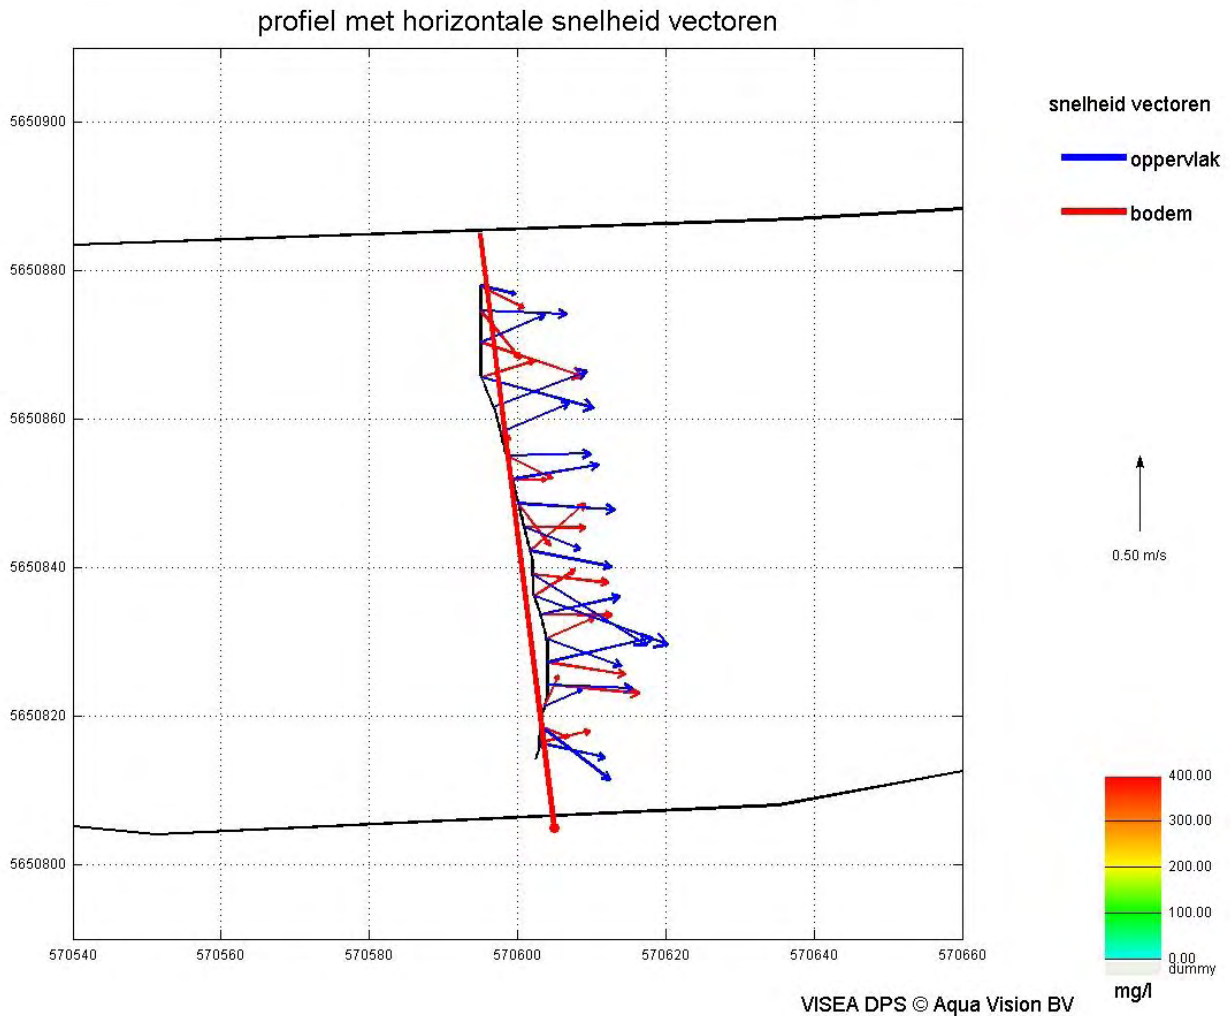 profiel met horizontale snelheid vectoren
snelheid vectoren
oppervlak
bodem
5650900
5650880
5650860
5650840
5650820
5650800
570540
570560
570580
570600
570620
570640
570660
0.50 m/s
400.00
300.00
200.00
100.00
0.00
dummy
mg/l
VISEA DPS © Aqua Vision BV